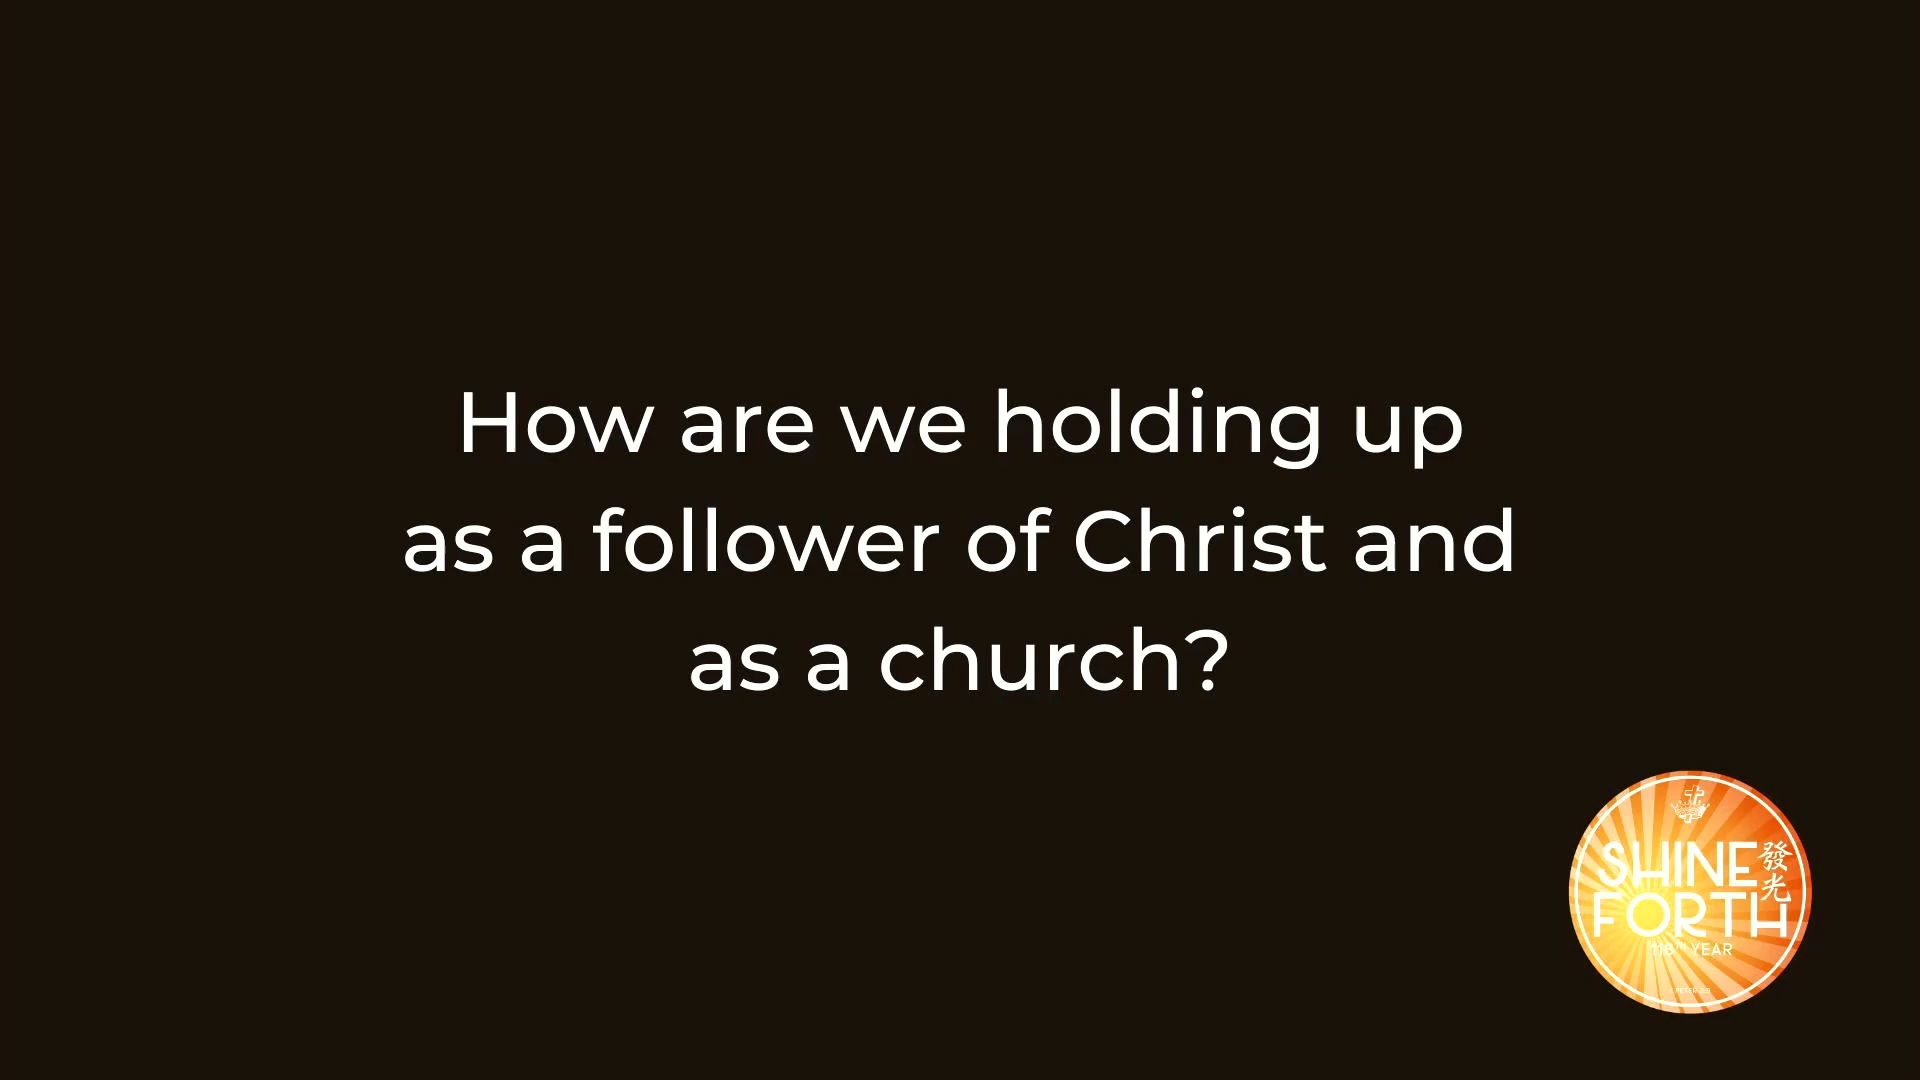 How are we holding up
as a follower of Christ and
as a church?
SHINE
發光
FORTH
YEAR